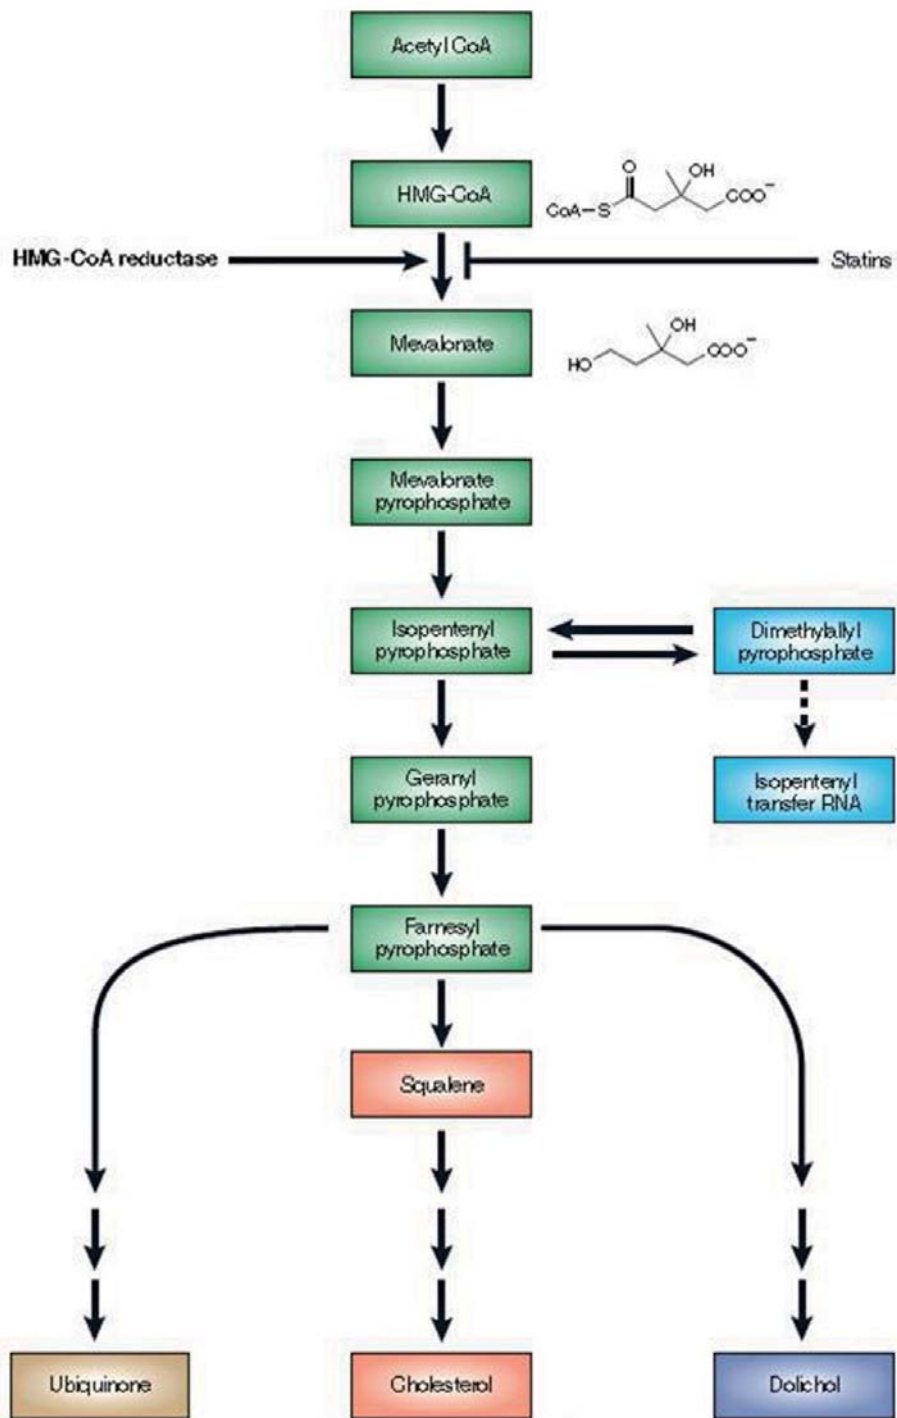 Acetyl CoA
HMG-CoA
O
OH
CoA—S
COO⁻
HMG-CoA reductase
Statins
Mevalonate
OH
HO
COO⁻
Mevalonate
pyrophosphate
Isopentenyl
pyrophosphate
Dimethylallyl
pyrophosphate
Geranyl
pyrophosphate
Isopentenyl
transfer RNA
Farnesyl
pyrophosphate
Squalene
Ubiquinone
Cholesterol
Dolichol